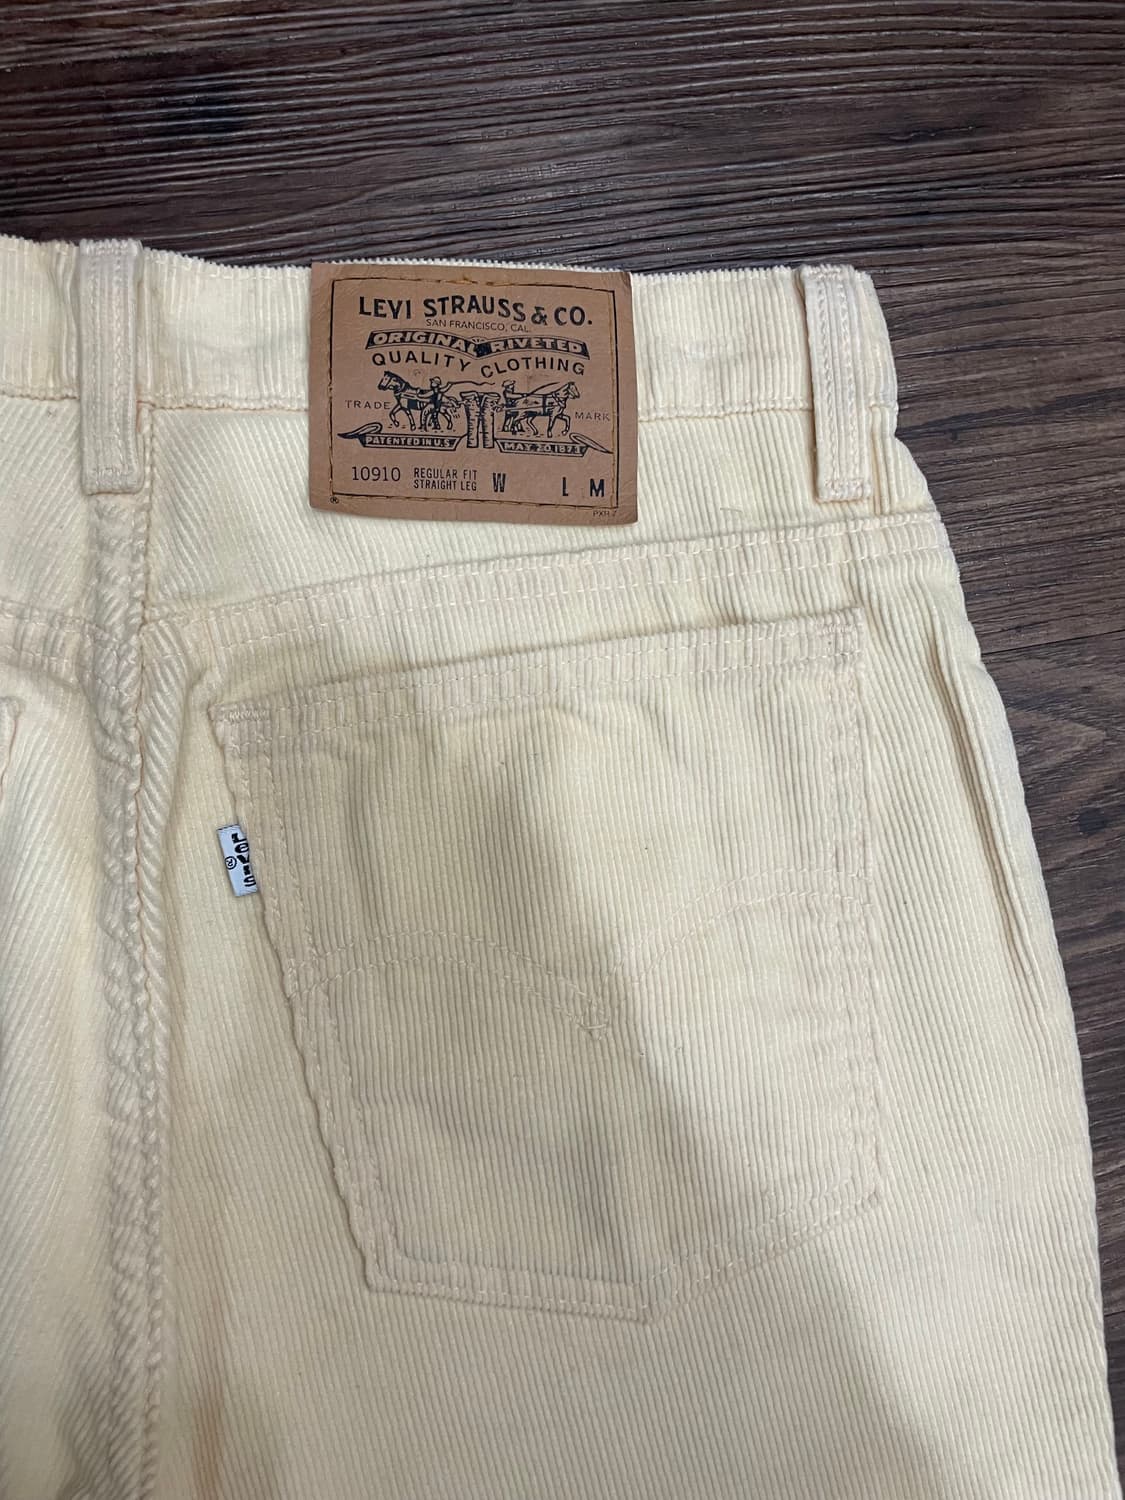 LEVI STRAUSS & CO.
SAN FRANCISCO, CAL.
ORIGINAL RIVETED
QUALITY CLOTHING
TRADE MARK
PATENTED IN U.S. MAY 20, 1873
10910 REGULAR FIT
STRAIGHT LEG W L M
®
LEVI'S
®